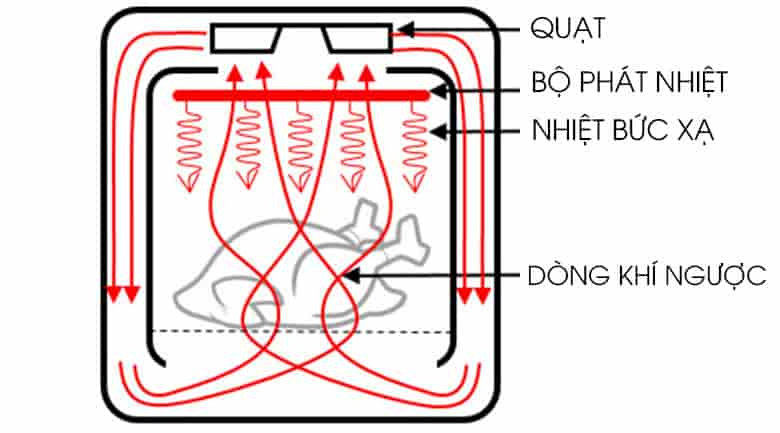 QUẠT
BỘ PHÁT NHIỆT
NHIỆT BỨC XẠ
DÒNG KHÍ NGƯỢC